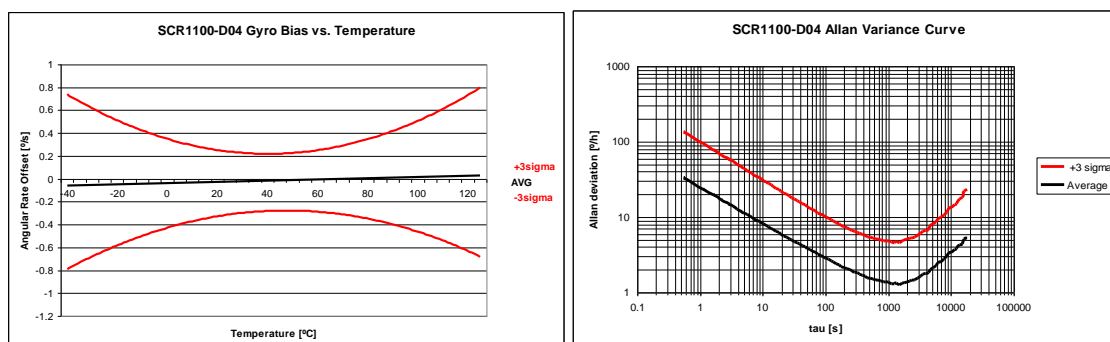 SCR1100-D04 Gyro Bias vs. Temperature
Angular Rate Offset [º/s]
1
0.8
0.6
0.4
0.2
0
-0.2
-0.4
-0.6
-0.8
-1
-1.2
-40 -20 0 20 40 60 80 100 120
Temperature [ºC]
+3sigma
AVG
-3sigma
SCR1100-D04 Allan Variance Curve
Allan deviation [º/h]
1000
100
10
1
0.1 1 10 100 1000 10000 100000
tau [s]
+3 sigma
Average